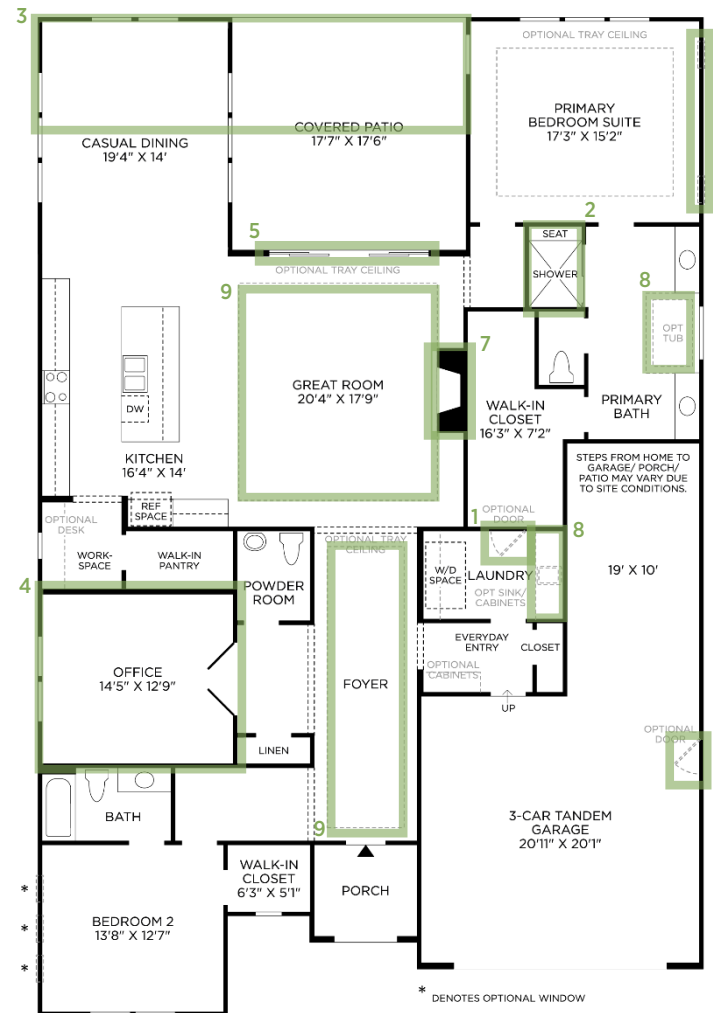 3
OPTIONAL TRAY CEILING
PRIMARY
BEDROOM SUITE
17'3" X 15'2"
COVERED PATIO
17'7" X 17'6"
CASUAL DINING
19'4" X 14'
2
5
SEAT
SHOWER
OPTIONAL TRAY CEILING
9
8
OPT
TUB
7
GREAT ROOM
20'4" X 17'9"
DW
WALK-IN
CLOSET
16'3" X 7'2"
PRIMARY
BATH
KITCHEN
16'4" X 14'
STEPS FROM HOME TO
GARAGE/ PORCH/
PATIO MAY VARY DUE
TO SITE CONDITIONS.
REF
SPACE
OPTIONAL
DESK
OPTIONAL
DOOR
1
8
WORK-
SPACE
WALK-IN
PANTRY
OPTIONAL TRAY
CEILING
W/D
SPACE
LAUNDRY
OPT SINK/
CABINETS
19' X 10'
4
POWDER
ROOM
EVERYDAY
ENTRY
CLOSET
OPTIONAL
CABINETS
OFFICE
14'5" X 12'9"
FOYER
UP
LINEN
OPTIONAL
DOOR
BATH
9
3-CAR TANDEM
GARAGE
20'11" X 20'1"
WALK-IN
CLOSET
6'3" X 5'1"
PORCH
*
*
*
BEDROOM 2
13'8" X 12'7"
* DENOTES OPTIONAL WINDOW